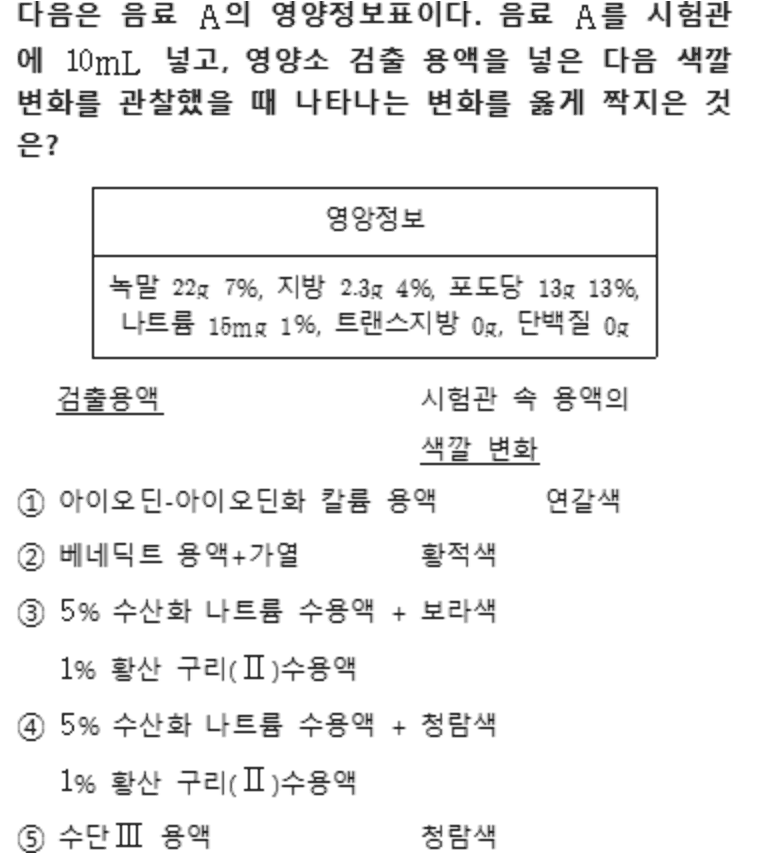 다음은 음료 A의 영양정보표이다. 음료 A를 시험관
에 10mL 넣고, 영양소 검출 용액을 넣은 다음 색깔
변화를 관찰했을 때 나타나는 변화를 옳게 짝지은 것
은?
영양정보
녹말 22g 7%, 지방 2.3g 4%, 포도당 13g 13%,
나트륨 15mg 1%, 트랜스지방 0g, 단백질 0g
검출용액 시험관 속 용액의
색깔 변화
① 아이오딘-아이오딘화 칼륨 용액 연갈색
② 베네딕트 용액+가열 황적색
③ 5% 수산화 나트륨 수용액 + 보라색
1% 황산 구리(Ⅱ)수용액
④ 5% 수산화 나트륨 수용액 + 청람색
1% 황산 구리(Ⅱ)수용액
⑤ 수단Ⅲ 용액 청람색